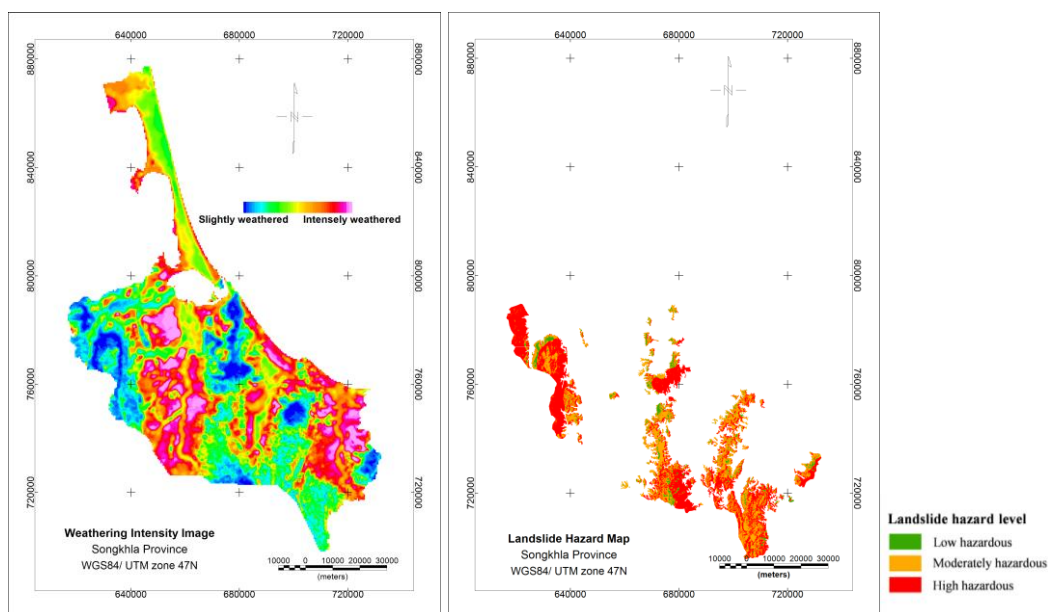 640000 680000 720000
880000
880000
N
840000
840000
Slightly weathered Intensely weathered
800000
800000
760000
760000
720000
720000
Weathering Intensity Image
Songkhla Province
WGS84/ UTM zone 47N
10000 0 10000 20000 30000
(meters)
640000 680000 720000
640000 680000 720000
880000
880000
N
840000
840000
800000
800000
760000
760000
720000
720000
Landslide Hazard Map
Songkhla Province
WGS84/ UTM zone 47N
10000 0 10000 20000 30000
(meters)
640000 680000 720000
Landslide hazard level
Low hazardous
Moderately hazardous
High hazardous